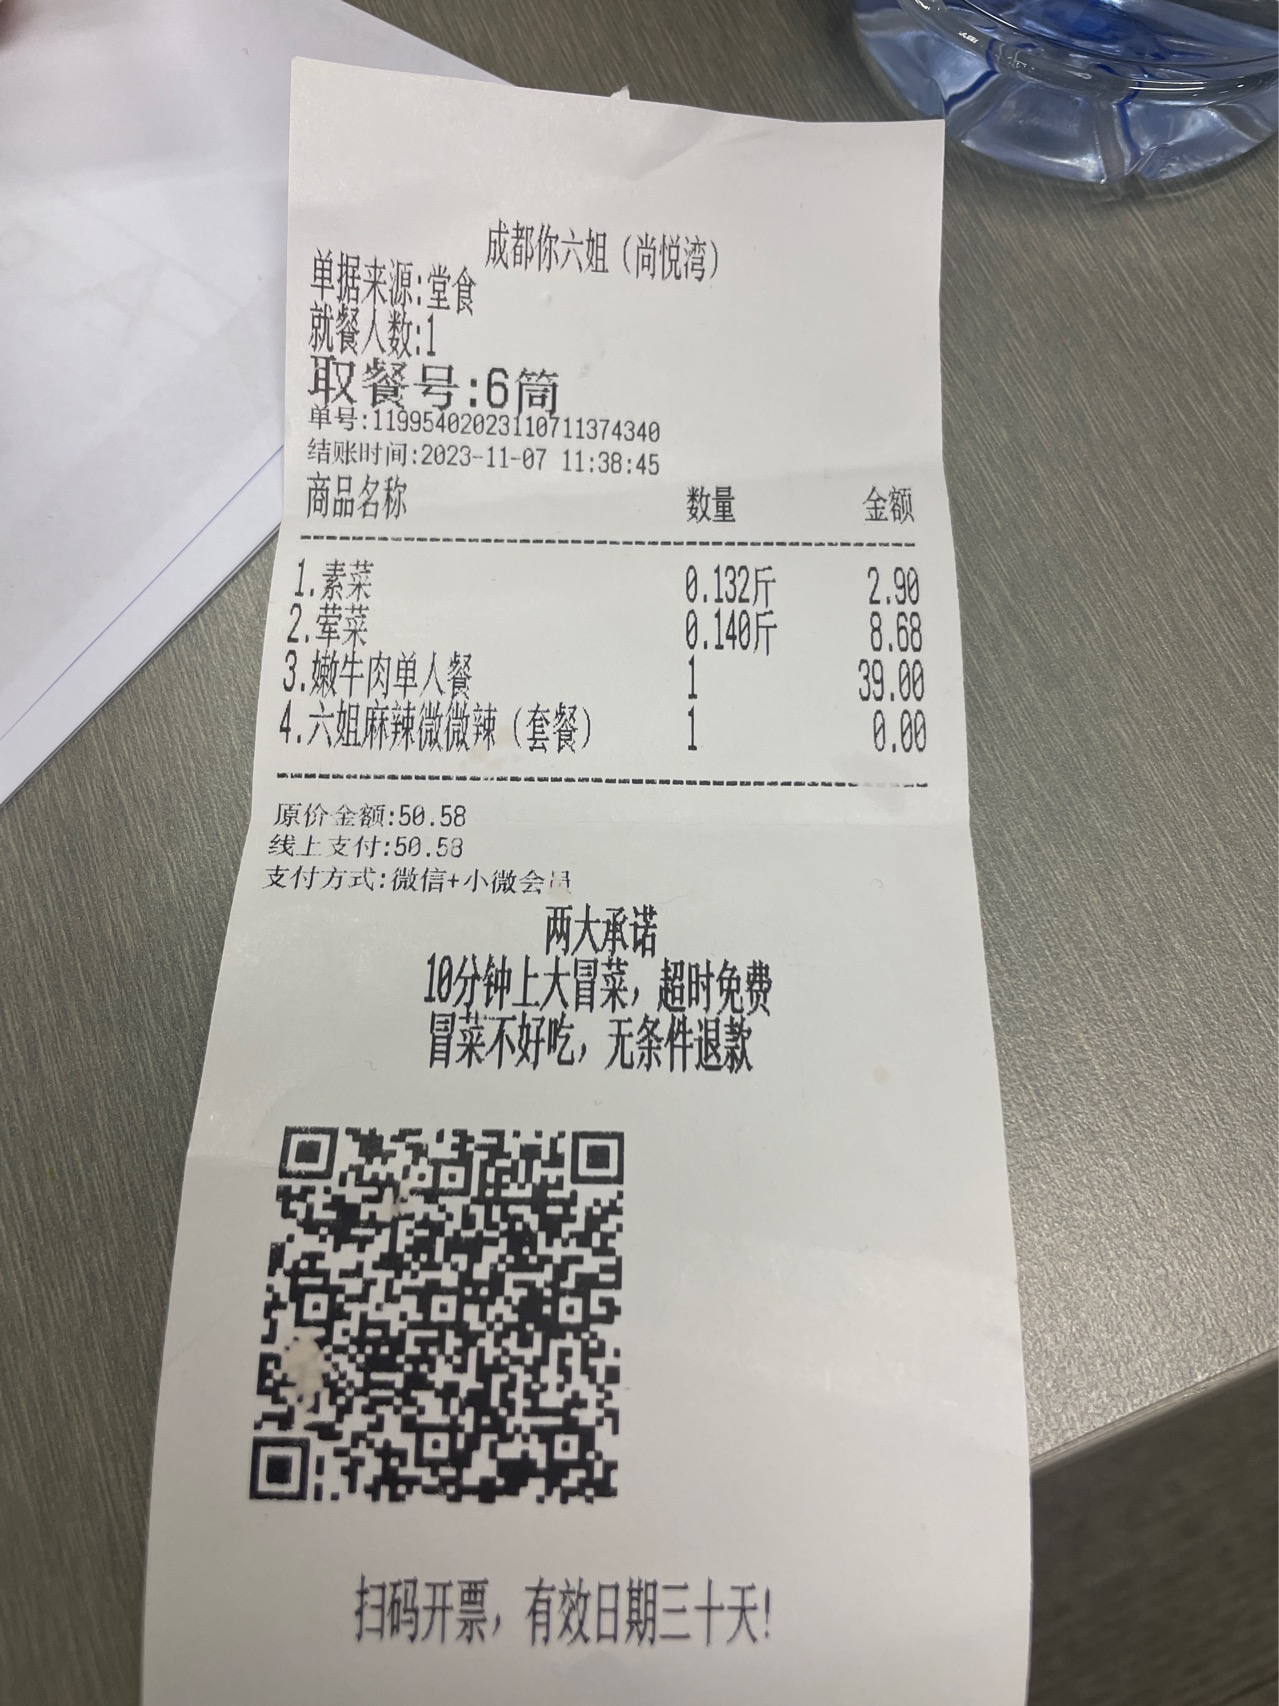 成都你六姐（尚悦湾）
单据来源:堂食
就餐人数:1
取餐号:6筒
单号:11995402023110711374340
结账时间:2023-11-07 11:38:45
商品名称 数量 金额
1.素菜 0.132斤 2.90
2.荤菜 0.140斤 8.68
3.嫩牛肉单人餐 1 39.00
4.六姐麻辣微微辣（套餐） 1 0.00
原价金额:50.58
线上支付:50.58
支付方式:微信+小微会员
两大承诺
10分钟上大冒菜，超时免费
冒菜不好吃，无条件退款
扫码开票，有效日期三十天!